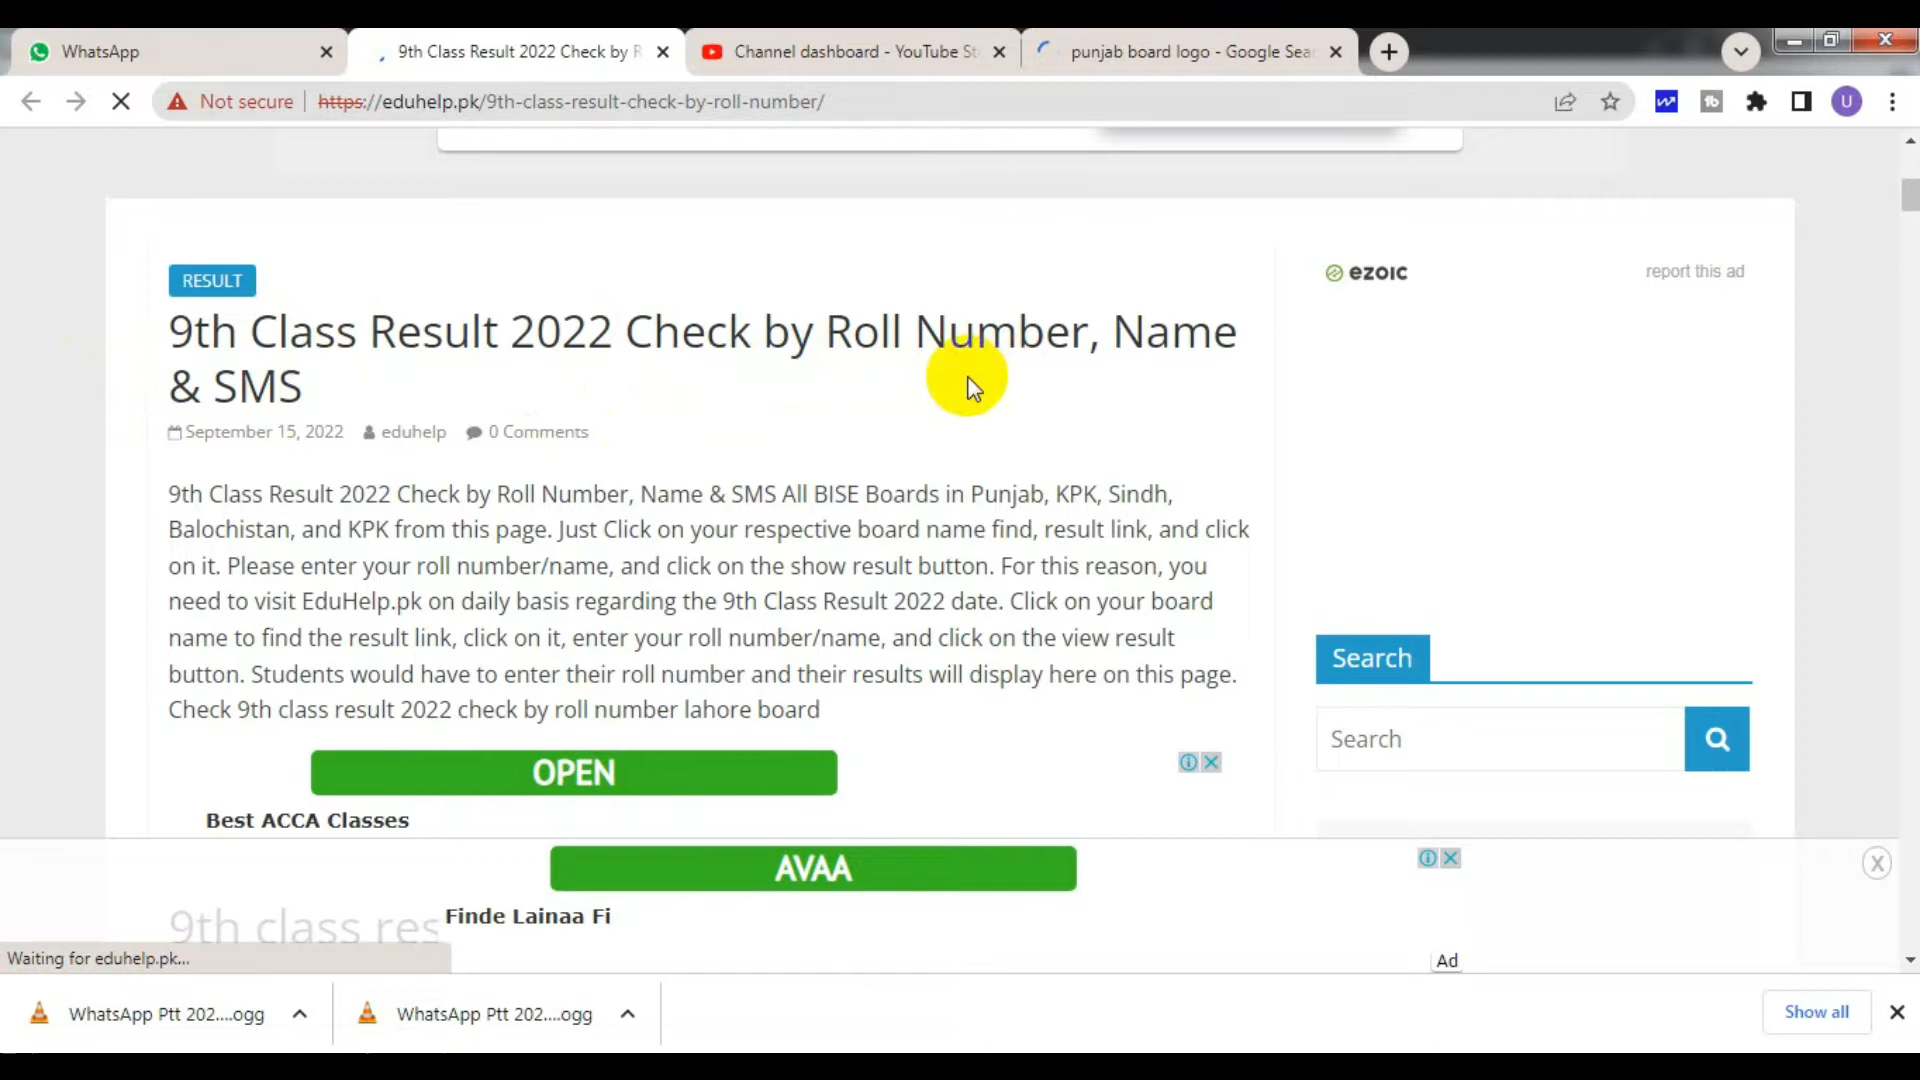 WhatsApp
9th Class Result 2022 Check by R
Channel dashboard - YouTube St
punjab board logo - Google Sear
Not secure
https://eduhelp.pk/9th-class-result-check-by-roll-number/
U
RESULT
9th Class Result 2022 Check by Roll Number, Name
& SMS
September 15, 2022 eduhelp 0 Comments
9th Class Result 2022 Check by Roll Number, Name & SMS All BISE Boards in Punjab, KPK, Sindh,
Balochistan, and KPK from this page. Just Click on your respective board name find, result link, and click
on it. Please enter your roll number/name, and click on the show result button. For this reason, you
need to visit EduHelp.pk on daily basis regarding the 9th Class Result 2022 date. Click on your board
name to find the result link, click on it, enter your roll number/name, and click on the view result
button. Students would have to enter their roll number and their results will display here on this page.
Check 9th class result 2022 check by roll number lahore board
OPEN
Best ACCA Classes
ezoic
report this ad
Search
Search
AVAA
Finde Lainaa Fi
9th class res
Ad
Waiting for eduhelp.pk...
WhatsApp Ptt 202....ogg
WhatsApp Ptt 202....ogg
Show all